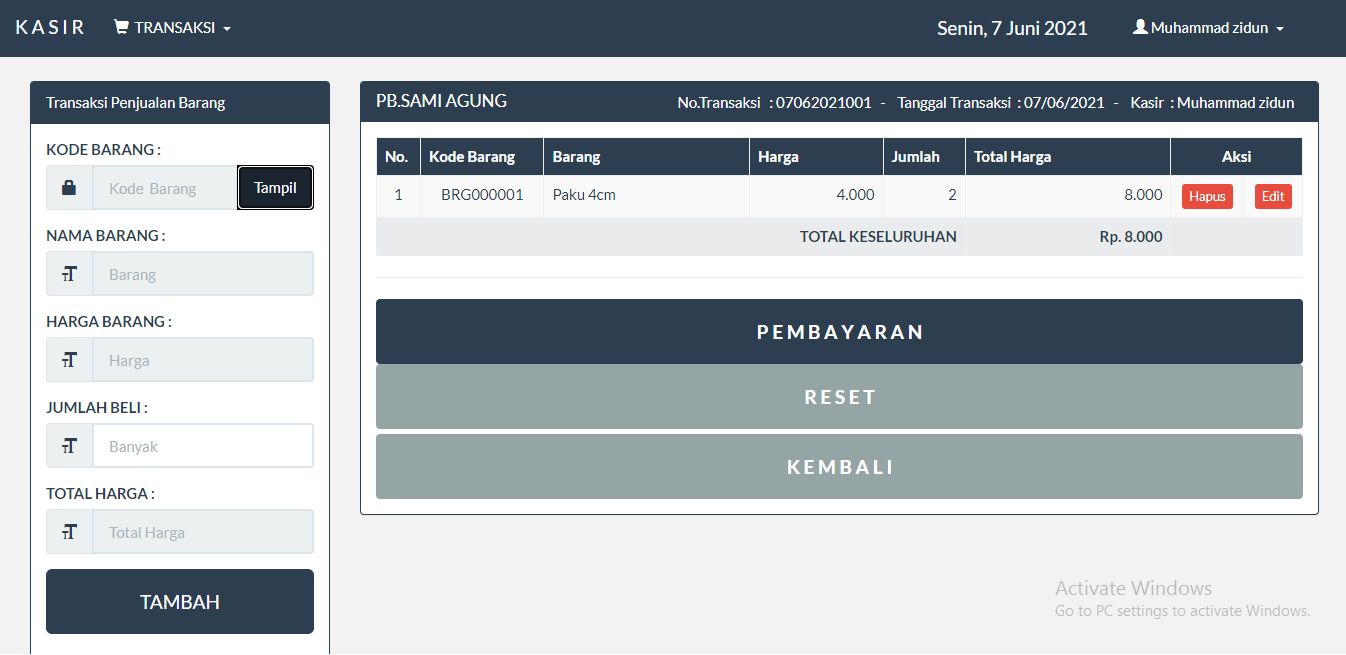 KASIR TRANSAKSI Senin, 7 Juni 2021 Muhammad zidun
Transaksi Penjualan Barang
KODE BARANG :
Kode Barang Tampil
NAMA BARANG :
Barang
HARGA BARANG :
Harga
JUMLAH BELI :
Banyak
TOTAL HARGA :
Total Harga
TAMBAH
PB.SAMI AGUNG No.Transaksi : 07062021001 - Tanggal Transaksi : 07/06/2021 - Kasir : Muhammad zidun
No. Kode Barang Barang Harga Jumlah Total Harga Aksi
1 BRG000001 Paku 4cm 4.000 2 8.000 Hapus Edit
TOTAL KESELURUHAN Rp. 8.000
PEMBAYARAN
RESET
KEMBALI
Activate Windows
Go to PC settings to activate Windows.